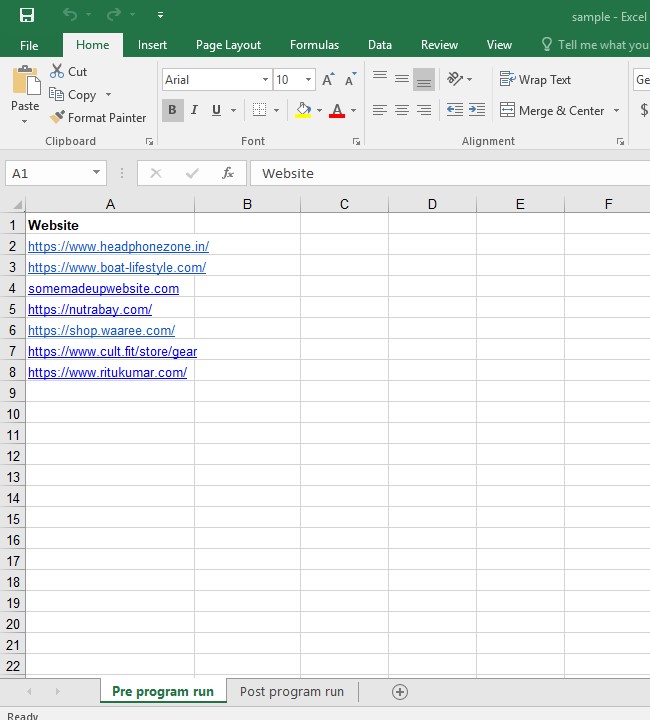 sample - Excel
File Home Insert Page Layout Formulas Data Review View Tell me what you
Cut
Copy
Paste
Format Painter
Arial 10 A A
B I U A
Wrap Text
Merge & Center
Ge
$
Clipboard Font Alignment
A1 fx Website
A B C D E F
1 Website
2 https://www.headphonezone.in/
3 https://www.boat-lifestyle.com/
4 somemadeupwebsite.com
5 https://nutrabay.com/
6 https://shop.waaree.com/
7 https://www.cult.fit/store/gear
8 https://www.ritukumar.com/
9
10
11
12
13
14
15
16
17
18
19
20
21
22
Pre program run Post program run
Ready